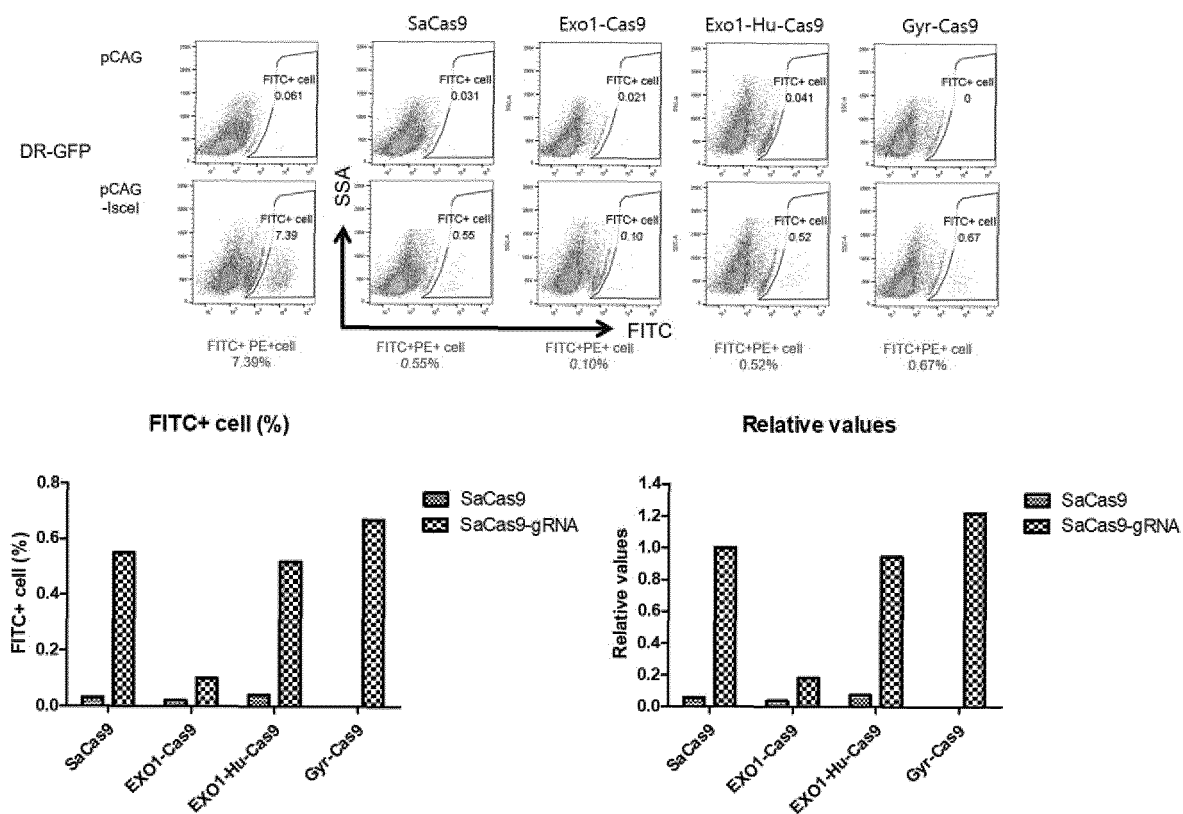 SaCas9 Exo1-Cas9 Exo1-Hu-Cas9 Gyr-Cas9
pCAG
FITC+ cell
0.061
FITC+ cell
0.031
FITC+ cell
0.021
FITC+ cell
0.041
FITC+ cell
0
DR-GFP
pCAG
-IsceI
FITC+ cell
7.39
FITC+ cell
0.55
FITC+ cell
0.10
FITC+ cell
0.52
FITC+ cell
0.67
SSA
FITC
FITC+ PE+cell
7.39%
FITC+PE+ cell
0.55%
FITC+PE+ cell
0.10%
FITC+PE+ cell
0.52%
FITC+PE+ cell
0.67%
FITC+ cell (%)
FITC+ cell (%)
0.8
0.6
0.4
0.2
0.0
SaCas9
EXO1-Cas9
EXO1-Hu-Cas9
Gyr-Cas9
SaCas9
SaCas9-gRNA
Relative values
Relative values
1.4
1.2
1.0
0.8
0.6
0.4
0.2
0.0
SaCas9
EXO1-Cas9
EXO1-Hu-Cas9
Gyr-Cas9
SaCas9
SaCas9-gRNA